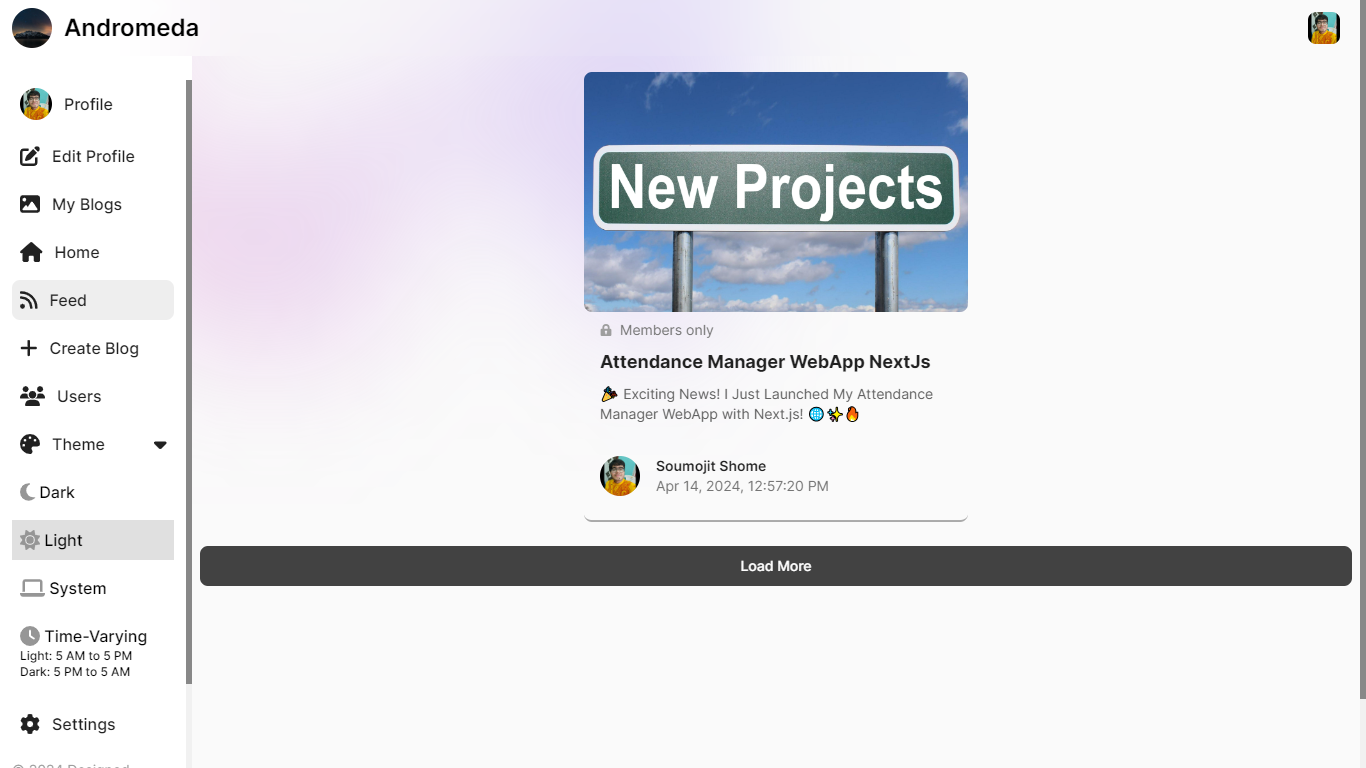 Andromeda
Profile
Edit Profile
My Blogs
Home
Feed
Create Blog
Users
Theme
Dark
Light
System
Time-Varying
Light: 5 AM to 5 PM
Dark: 5 PM to 5 AM
Settings
© 2024 Designed
New Projects
Members only
Attendance Manager WebApp NextJs
🎉 Exciting News! I Just Launched My Attendance
Manager WebApp with Next.js! 🌐✨🔥
Soumojit Shome
Apr 14, 2024, 12:57:20 PM
Load More